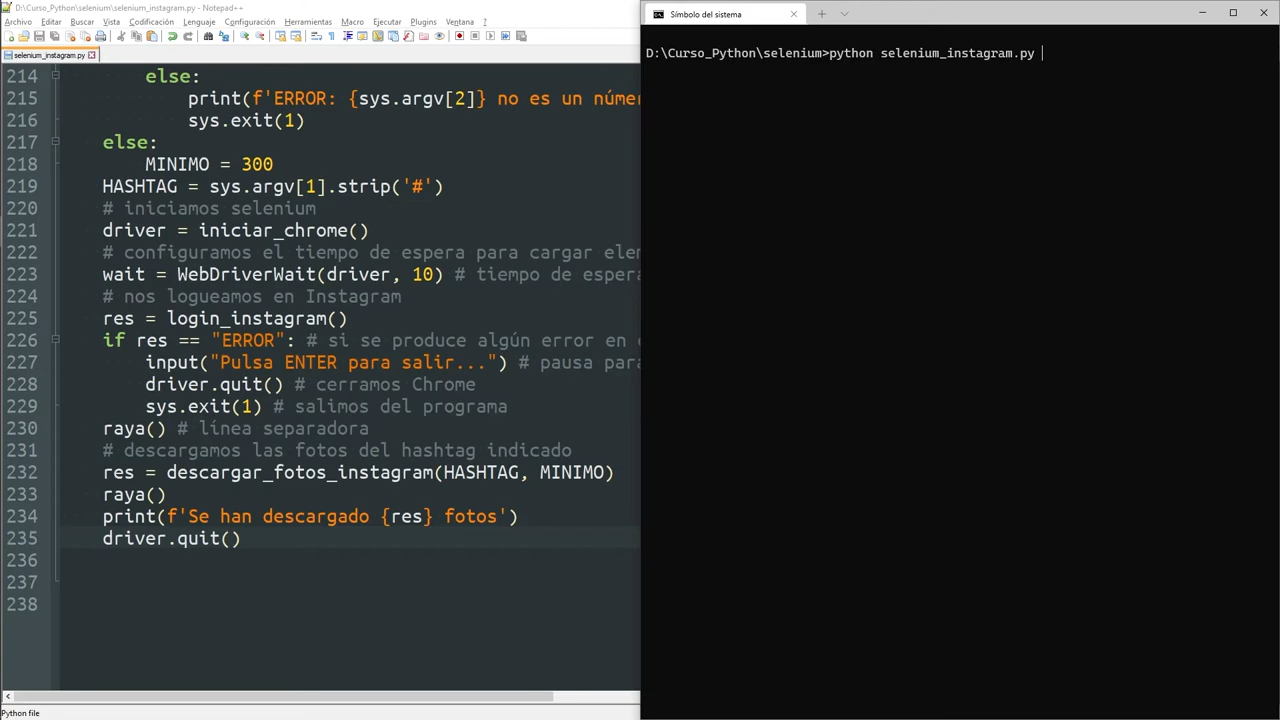 D:\Curso_Python\selenium\selenium_instagram.py - Notepad++
Archivo Editar Buscar Vista Codificación Lenguaje Configuración Herramientas Macro Ejecutar Plugins Ventana ?
selenium_instagram.py
214 else:
215 print(f'ERROR: {sys.argv[2]} no es un núme
216 sys.exit(1)
217 else:
218 MINIMO = 300
219 HASHTAG = sys.argv[1].strip('#')
220 # iniciamos selenium
221 driver = iniciar_chrome()
222 # configuramos el tiempo de espera para cargar ele
223 wait = WebDriverWait(driver, 10) # tiempo de espera
224 # nos logueamos en Instagram
225 res = login_instagram()
226 if res == "ERROR": # si se produce algún error en
227 input("Pulsa ENTER para salir...") # pausa para
228 driver.quit() # cerramos Chrome
229 sys.exit(1) # salimos del programa
230 raya() # línea separadora
231 # descargamos las fotos del hashtag indicado
232 res = descargar_fotos_instagram(HASHTAG, MINIMO)
233 raya()
234 print(f'Se han descargado {res} fotos')
235 driver.quit()
236
237
238
Python file
Símbolo del sistema
D:\Curso_Python\selenium>python selenium_instagram.py